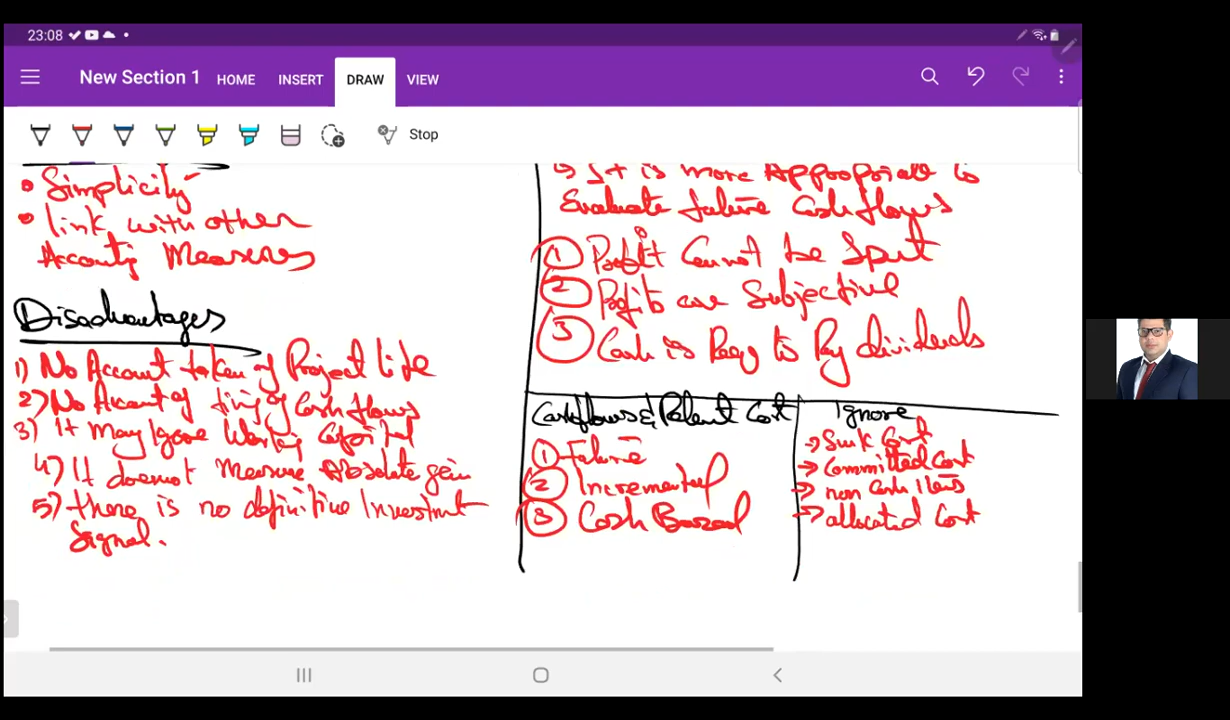 23:08
New Section 1 HOME INSERT DRAW VIEW
Stop
• Simplicity
• link with other
Accounting Measures
Disadvantages
1) No Account taken of Project life
2) No Account of timing of Cash flows
3) It May Ignore Working Capital
4) It doesnot Measure Absolute gain
5) there is no definitive Investment
Signal.
→ It is more Appropriate to
Evaluate future Cashflows
① Profit Cannot be Spent
② Profits are Subjective
③ Cash is Req to Pay dividends
Cashflows & Relevant Cost
① Future
② Incremental
③ Cash Based
Ignore
→ Sunk Cost
→ Committed Cost
→ non Cash items
→ allocated Cost